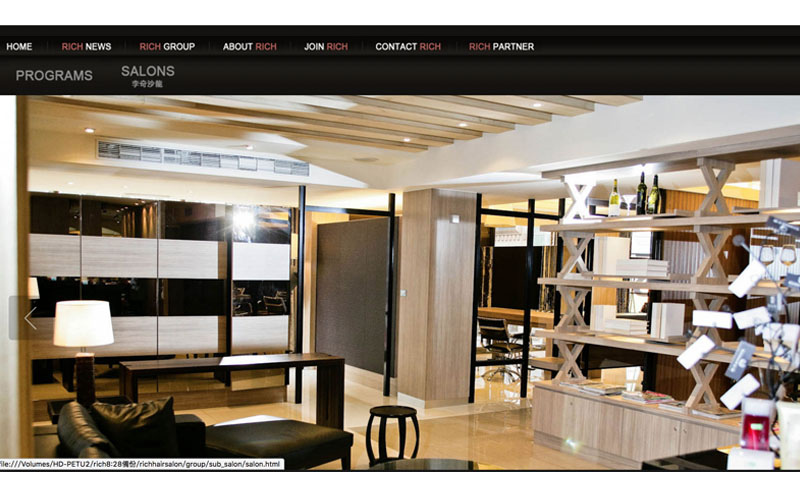 HOME RICH NEWS RICH GROUP ABOUT RICH JOIN RICH CONTACT RICH RICH PARTNER
PROGRAMS SALONS
李奇沙龍
file:///Volumes/HD-PETU2/rich8:28備份/richhairsalon/group/sub_salon/salon.html